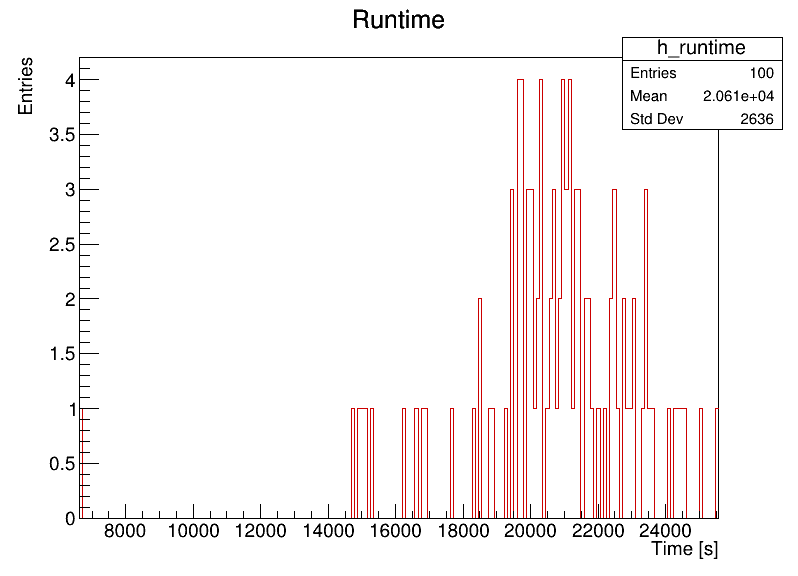 Runtime
h_runtime
Entries 100
Mean 2.061e+04
Std Dev 2636
Entries
4
3.5
3
2.5
2
1.5
1
0.5
0
8000 10000 12000 14000 16000 18000 20000 22000 24000
Time [s]